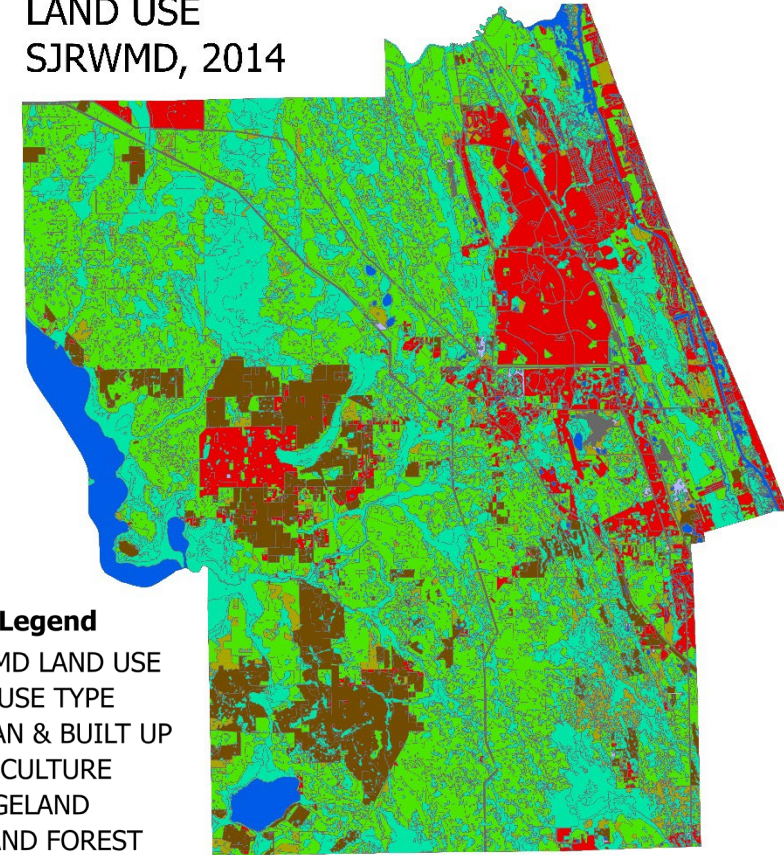 LAND USE
SJRWMD, 2014
Legend
MD LAND USE
USE TYPE
AN & BUILT UP
CULTURE
GELAND
AND FOREST